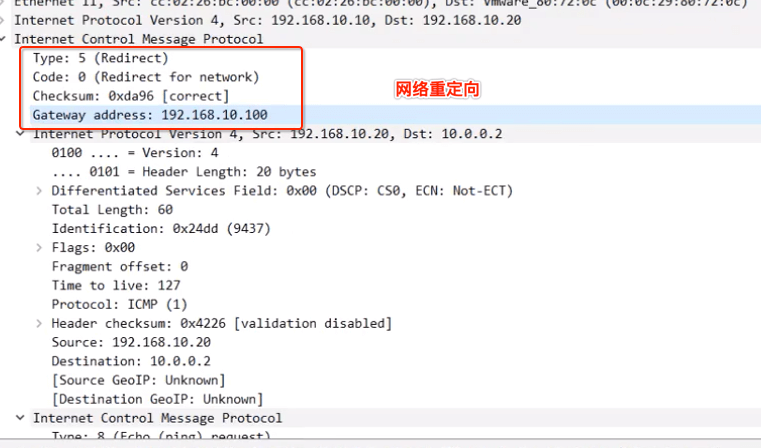 Ethernet II, Src: cc:02:26:bc:00:00 (cc:02:26:bc:00:00), Dst: Vmware_80:72:0c (00:0c:29:80:72:0c)
Internet Protocol Version 4, Src: 192.168.10.10, Dst: 192.168.10.20
Internet Control Message Protocol
Type: 5 (Redirect)
Code: 0 (Redirect for network)
Checksum: 0xda96 [correct]
网络重定向
Gateway address: 192.168.10.100
Internet Protocol Version 4, Src: 192.168.10.20, Dst: 10.0.0.2
0100 .... = Version: 4
.... 0101 = Header Length: 20 bytes
Differentiated Services Field: 0x00 (DSCP: CS0, ECN: Not-ECT)
Total Length: 60
Identification: 0x24dd (9437)
Flags: 0x00
Fragment offset: 0
Time to live: 127
Protocol: ICMP (1)
Header checksum: 0x4226 [validation disabled]
Source: 192.168.10.20
Destination: 10.0.0.2
[Source GeoIP: Unknown]
[Destination GeoIP: Unknown]
Internet Control Message Protocol
Type: 8 (Echo (ping) request)